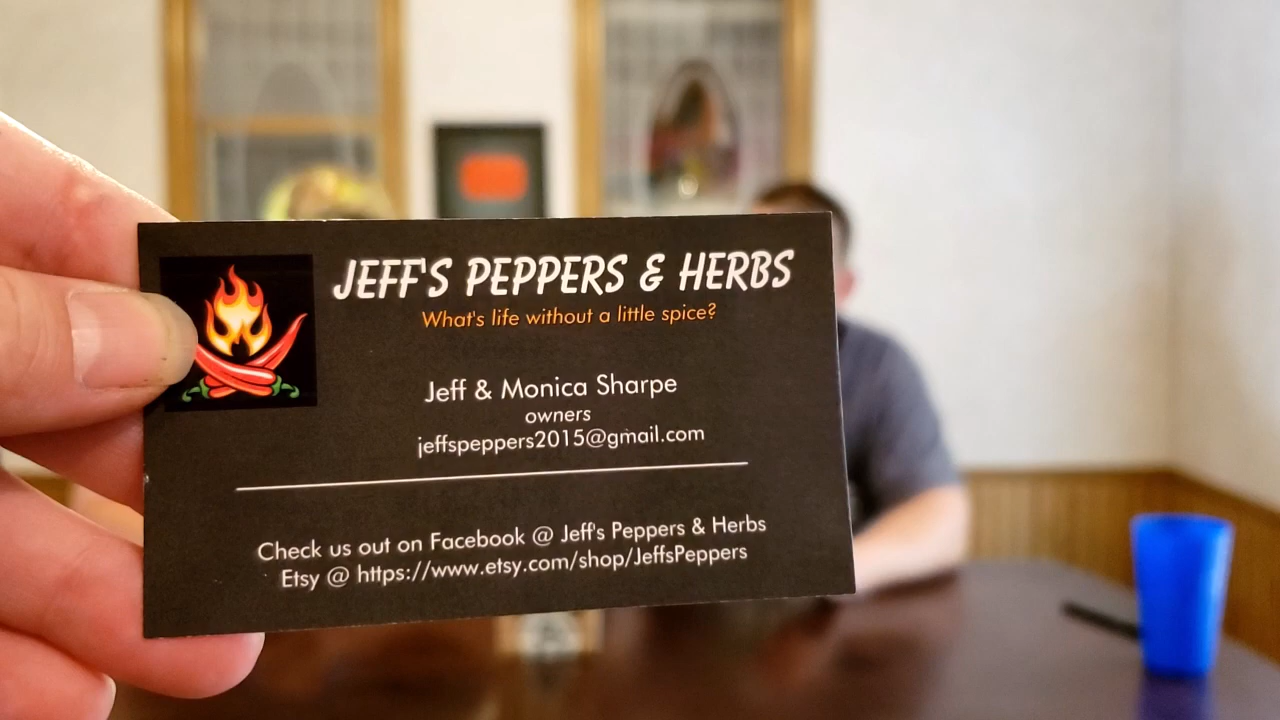 JEFF'S PEPPERS & HERBS
What's life without a little spice?
Jeff & Monica Sharpe
owners
jeffspeppers2015@gmail.com
Check us out on Facebook @ Jeff's Peppers & Herbs
Etsy @ https://www.etsy.com/shop/JeffsPeppers